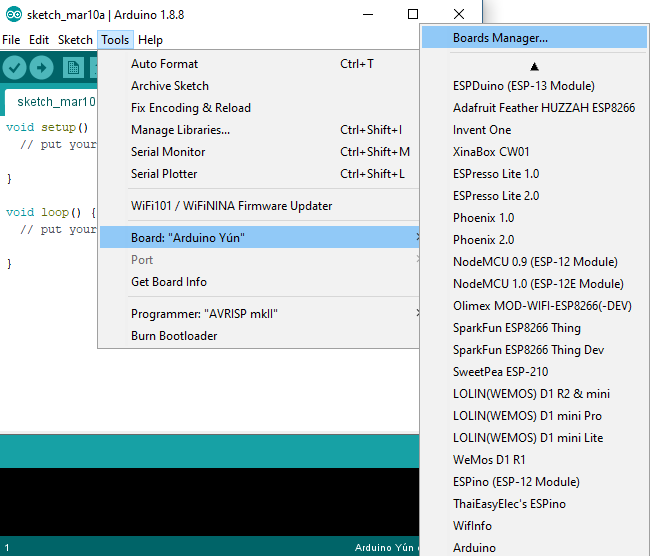 sketch_mar10a | Arduino 1.8.8
File Edit Sketch Tools Help
sketch_mar10
void setup()
// put your
}
void loop() {
// put your
}
Auto Format Ctrl+T
Archive Sketch
Fix Encoding & Reload
Manage Libraries... Ctrl+Shift+I
Serial Monitor Ctrl+Shift+M
Serial Plotter Ctrl+Shift+L
WiFi101 / WiFiNINA Firmware Updater
Board: "Arduino Yún"
Port
Get Board Info
Programmer: "AVRISP mkII"
Burn Bootloader
Boards Manager...
ESPDuino (ESP-13 Module)
Adafruit Feather HUZZAH ESP8266
Invent One
XinaBox CW01
ESPresso Lite 1.0
ESPresso Lite 2.0
Phoenix 1.0
Phoenix 2.0
NodeMCU 0.9 (ESP-12 Module)
NodeMCU 1.0 (ESP-12E Module)
Olimex MOD-WIFI-ESP8266(-DEV)
SparkFun ESP8266 Thing
SparkFun ESP8266 Thing Dev
SweetPea ESP-210
LOLIN(WEMOS) D1 R2 & mini
LOLIN(WEMOS) D1 mini Pro
LOLIN(WEMOS) D1 mini Lite
WeMos D1 R1
ESPino (ESP-12 Module)
ThaiEasyElec's ESPino
WifInfo
Arduino
1 Arduino Yún